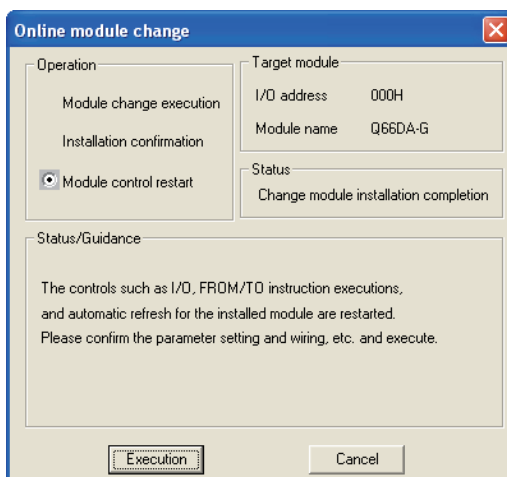 Online module change
Operation
Module change execution
Installation confirmation
Module control restart
Target module
I/O address 000H
Module name Q66DA-G
Status
Change module installation completion
Status/Guidance
The controls such as I/O, FROM/TO instruction executions,
and automatic refresh for the installed module are restarted.
Please confirm the parameter setting and wiring, etc. and execute.
Execution
Cancel